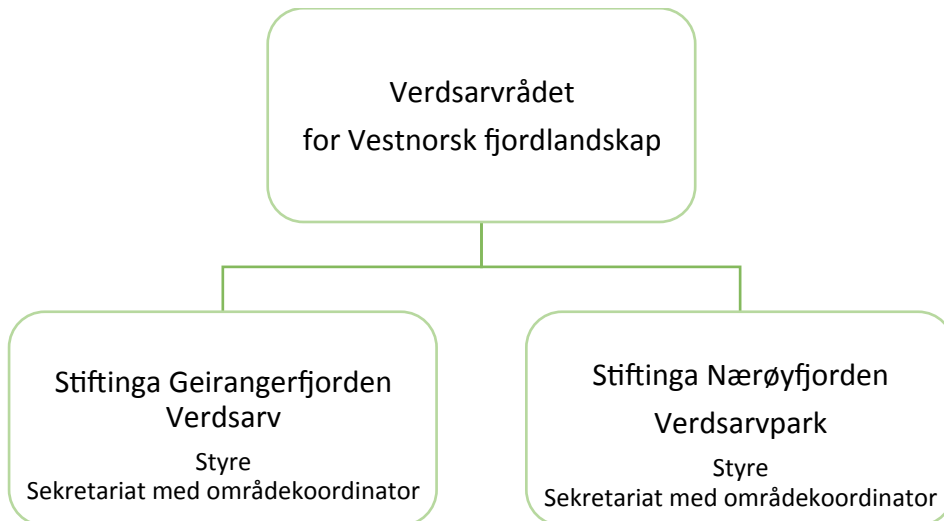 Verdsarvrådet
for Vestnorsk fjordlandskap
Stiftinga Geirangerfjorden
Verdsarv
Styre
Sekretariat med områdekoordinator
Stiftinga Nærøyfjorden
Verdsarvpark
Styre
Sekretariat med områdekoordinator